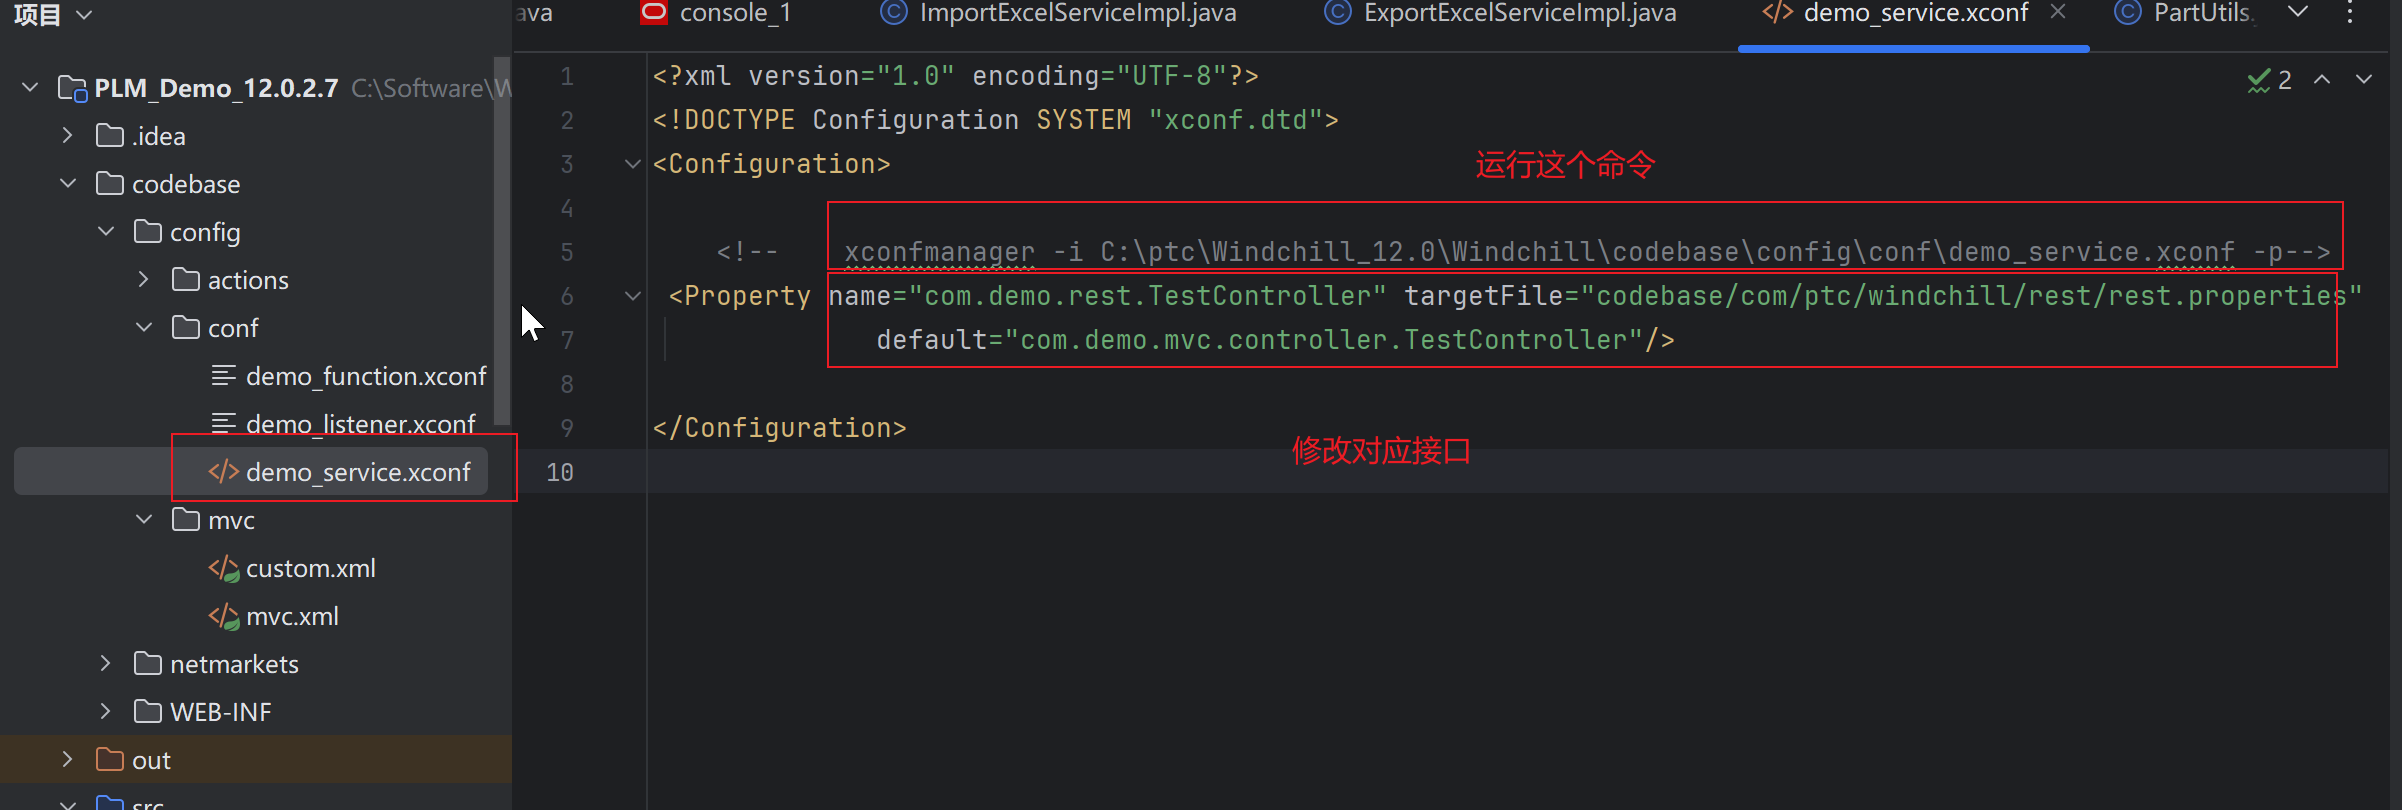 项目
ava
console_1
ImportExcelServiceImpl.java
ExportExcelServiceImpl.java
demo_service.xconf
PartUtils.
PLM_Demo_12.0.2.7 C:\Software\W
.idea
codebase
config
actions
conf
demo_function.xconf
demo_listener.xconf
demo_service.xconf
mvc
custom.xml
mvc.xml
netmarkets
WEB-INF
out
src
2
1 <?xml version="1.0" encoding="UTF-8"?>
2 <!DOCTYPE Configuration SYSTEM "xconf.dtd">
3 <Configuration>
运行这个命令
4
5 <!-- xconfmanager -i C:\ptc\Windchill_12.0\Windchill\codebase\config\conf\demo_service.xconf -p-->
6 <Property name="com.demo.rest.TestController" targetFile="codebase/com/ptc/windchill/rest/rest.properties"
7 default="com.demo.mvc.controller.TestController"/>
8
9 </Configuration>
修改对应接口
10